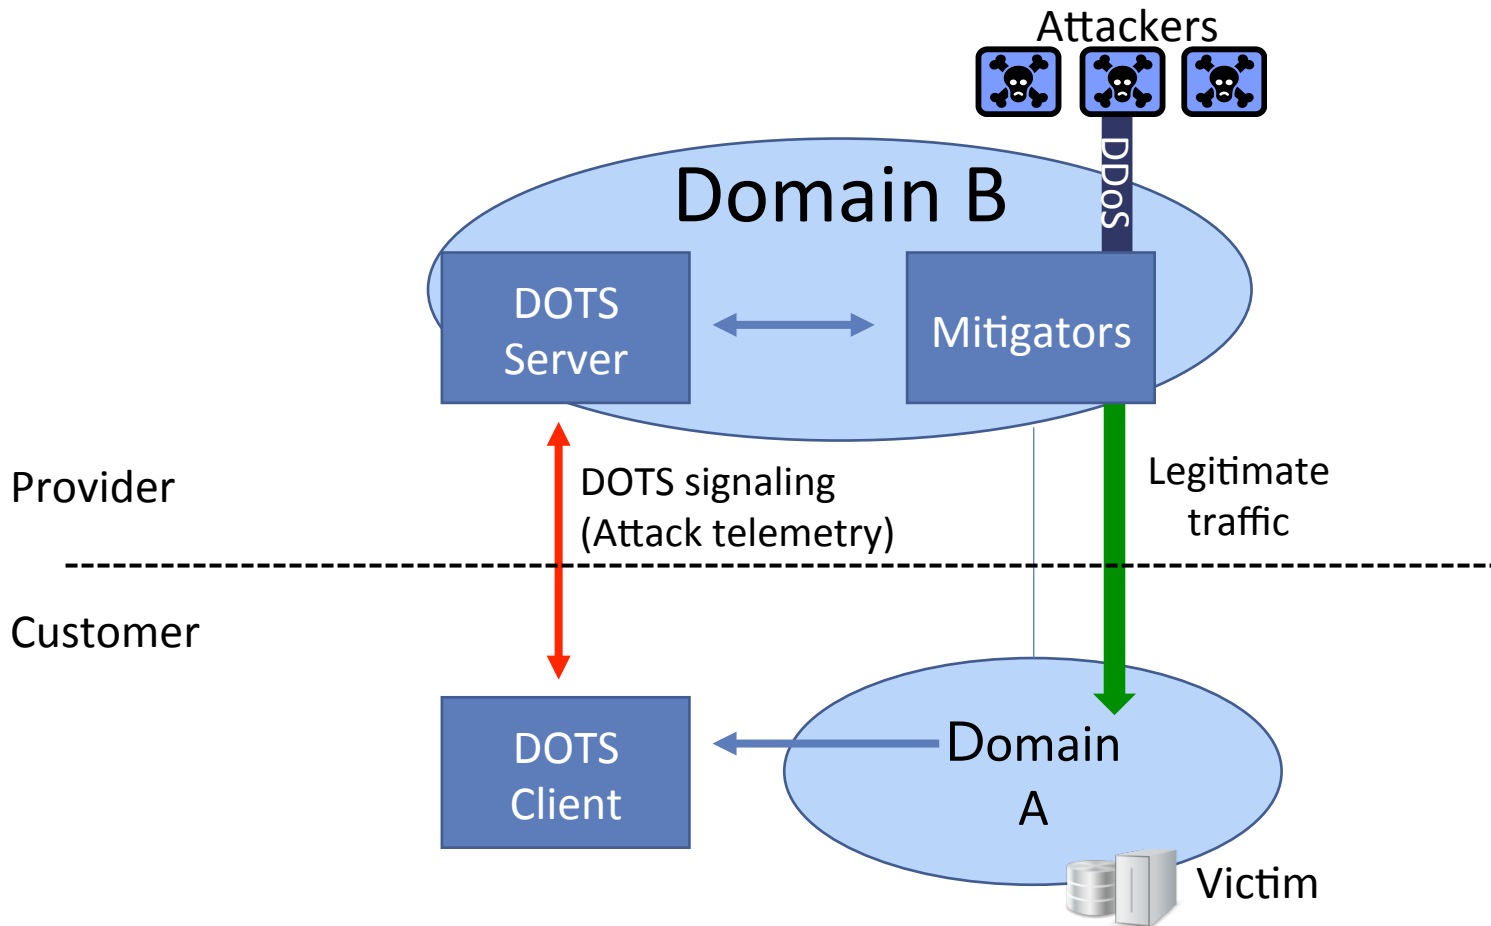 Attackers
DDoS
Domain B
DOTS
Server
Mitigators
Provider
DOTS signaling
(Attack telemetry)
Legitimate
traffic
Customer
DOTS
Client
Domain
A
Victim